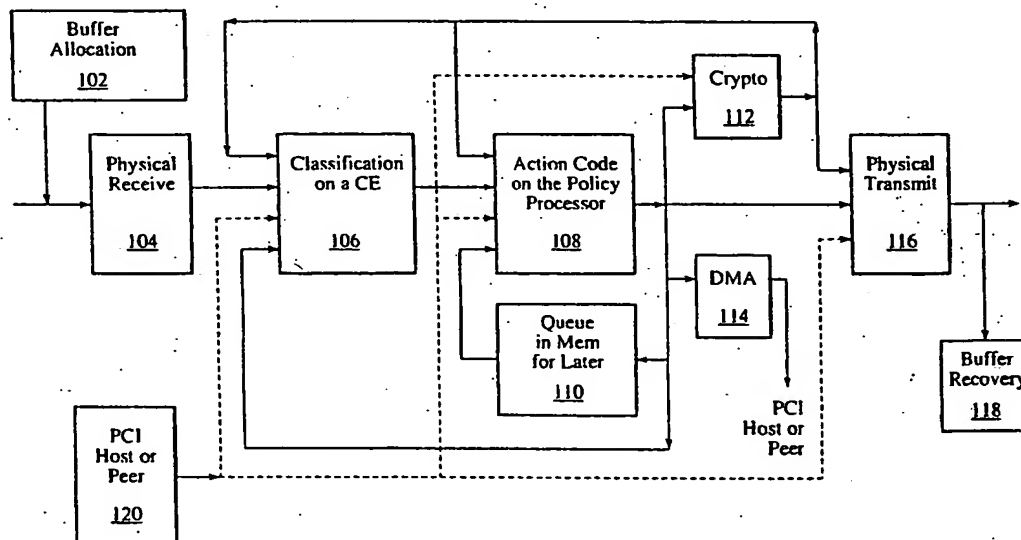 Buffer
Allocation
102
Physical
Receive
104
Classification
on a CE
106
Action Code
on the Policy
Processor
108
Crypto
112
Physical
Transmit
116
DMA
114
Queue
in Mem
for Later
110
PCI
Host or
Peer
Buffer
Recovery
118
PCI
Host or
Peer
120